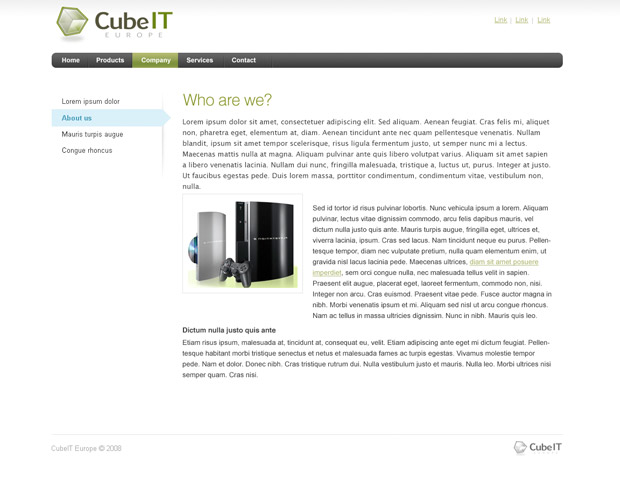 CubeIT
EUROPE
Link | Link | Link
Home Products Company Services Contact
Lorem ipsum dolor
About us
Mauris turpis augue
Congue rhoncus
Who are we?
Lorem ipsum dolor sit amet, consectetuer adipiscing elit. Sed aliquam. Aenean feugiat. Cras felis mi, aliquet
non, pharetra eget, elementum at, diam. Aenean tincidunt ante nec quam pellentesque venenatis. Nullam
blandit, ipsum sit amet tempor scelerisque, risus ligula fermentum justo, ut semper nunc mi a lectus.
Maecenas mattis nulla at magna. Aliquam pulvinar ante quis libero volutpat varius. Aliquam sit amet sapien
a libero venenatis lacinia. Nullam dui nunc, fringilla malesuada, tristique a, luctus ut, purus. Integer at justo.
Ut faucibus egestas pede. Duis lorem massa, porttitor condimentum, condimentum vitae, vestibulum non,
nulla.
Sed id tortor id risus pulvinar lobortis. Nunc vehicula ipsum a lorem. Aliquam
pulvinar, lectus vitae dignissim commodo, arcu felis dapibus mauris, vel
dictum nulla justo quis ante. Mauris turpis augue, fringilla eget, ultrices et,
viverra lacinia, ipsum. Cras sed lacus. Nam tincidunt neque eu purus. Pellen-
tesque tempor, diam nec vulputate pretium, nulla quam elementum enim, ut
gravida nisl lacus lacinia pede. Maecenas ultrices, diam sit amet posuere
imperdiet, sem orci congue nulla, nec malesuada tellus velit in sapien.
Praesent elit augue, placerat eget, laoreet fermentum, commodo non, nisi.
Integer non arcu. Cras euismod. Praesent vitae pede. Fusce auctor magna in
nibh. Morbi venenatis ipsum et mi. Aliquam sed nisl ut arcu congue rhoncus.
Nam ac tellus in massa ultricies dignissim. Nunc in nibh. Mauris quis leo.
Dictum nulla justo quis ante
Etiam risus ipsum, malesuada at, tincidunt at, consequat eu, velit. Etiam adipiscing ante eget mi dictum feugiat. Pellen-
tesque habitant morbi tristique senectus et netus et malesuada fames ac turpis egestas. Vivamus molestie tempor
pede. Nam et dolor. Donec nibh. Cras tristique rutrum dui. Nulla vestibulum justo et mauris. Nulla leo. Morbi ultrices nisi
semper quam. Cras nisi.
CubeIT Europe © 2008
CubeIT